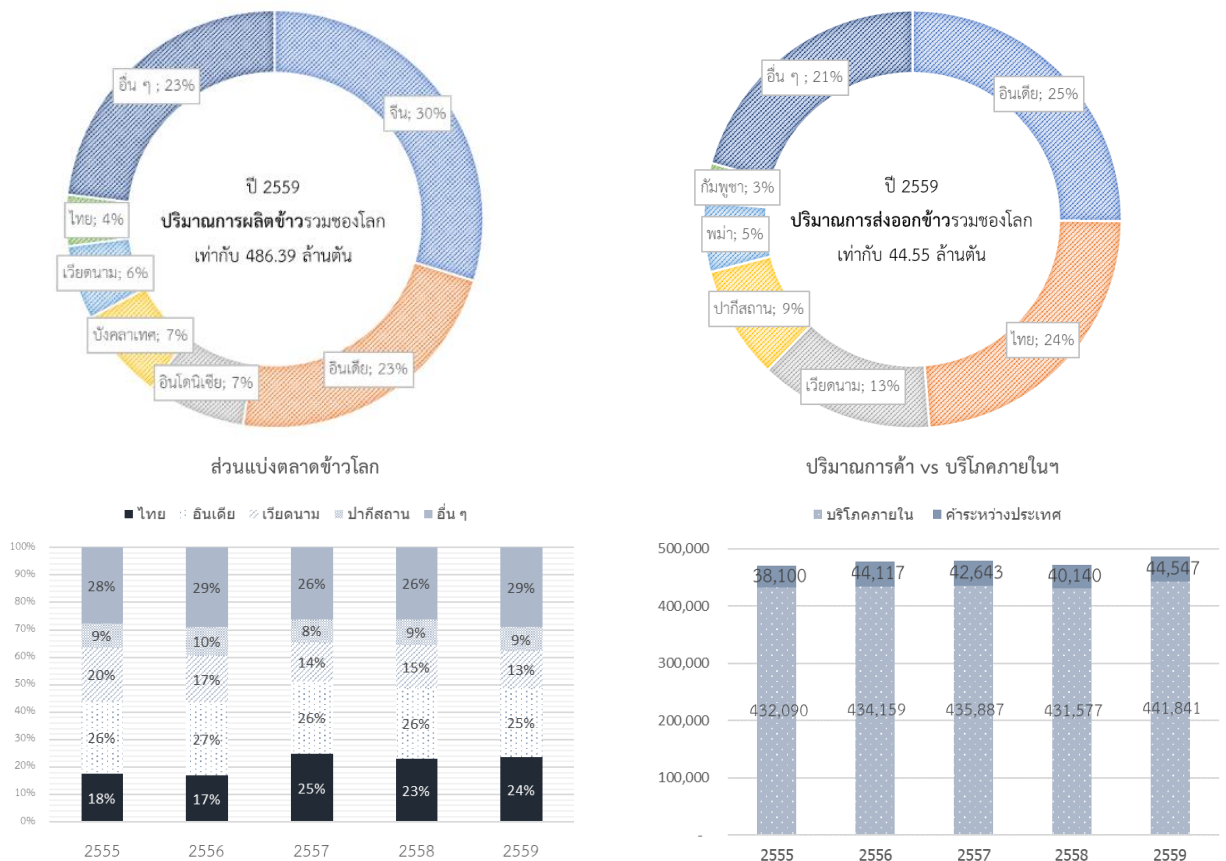 อื่น ๆ ; 23%
จีน; 30%
ปี 2559
ปริมาณการผลิตข้าวรวมของโลก
เท่ากับ 486.39 ล้านตัน
ไทย; 4%
เวียดนาม; 6%
บังคลาเทศ; 7%
อินโดนิเซีย; 7%
อินเดีย; 23%
อื่น ๆ ; 21%
อินเดีย; 25%
กัมพูชา; 3%
ปี 2559
ปริมาณการส่งออกข้าวรวมของโลก
เท่ากับ 44.55 ล้านตัน
พม่า; 5%
ปากีสถาน; 9%
ไทย; 24%
เวียดนาม; 13%
ส่วนแบ่งตลาดข้าวโลก
ไทย อินเดีย เวียดนาม ปากีสถาน อื่น ๆ
100%
90%
80%
70%
60%
50%
40%
30%
20%
10%
0%
28% 29% 26% 26% 29%
9% 10% 8% 9% 9%
20% 17% 14% 15% 13%
26% 27% 26% 26% 25%
18% 17% 25% 23% 24%
2555 2556 2557 2558 2559
ปริมาณการค้า vs บริโภคภายในฯ
บริโภคภายใน ค้าระหว่างประเทศ
500,000
400,000
300,000
200,000
100,000
-
38,100 44,117 42,643 40,140 44,547
432,090 434,159 435,887 431,577 441,841
2555 2556 2557 2558 2559